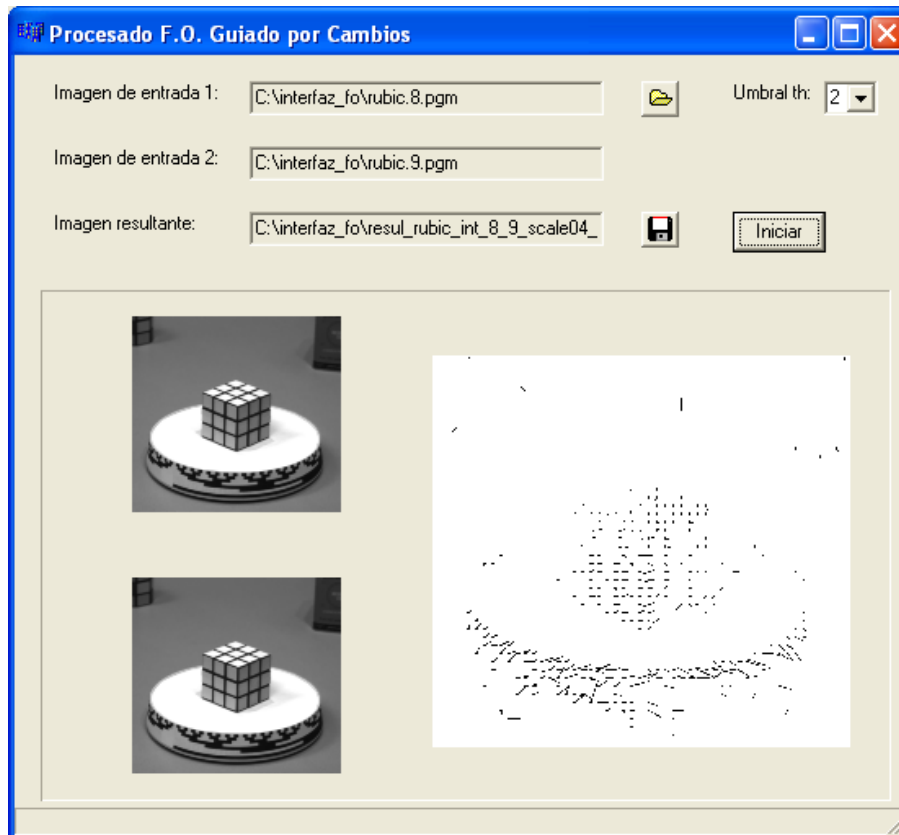 Procesado F.O. Guiado por Cambios
Imagen de entrada 1: C:\interfaz_fo\rubic.8.pgm Umbral th: 2
Imagen de entrada 2: C:\interfaz_fo\rubic.9.pgm
Imagen resultante: C:\interfaz_fo\resul_rubic_int_8_9_scale04_ Iniciar